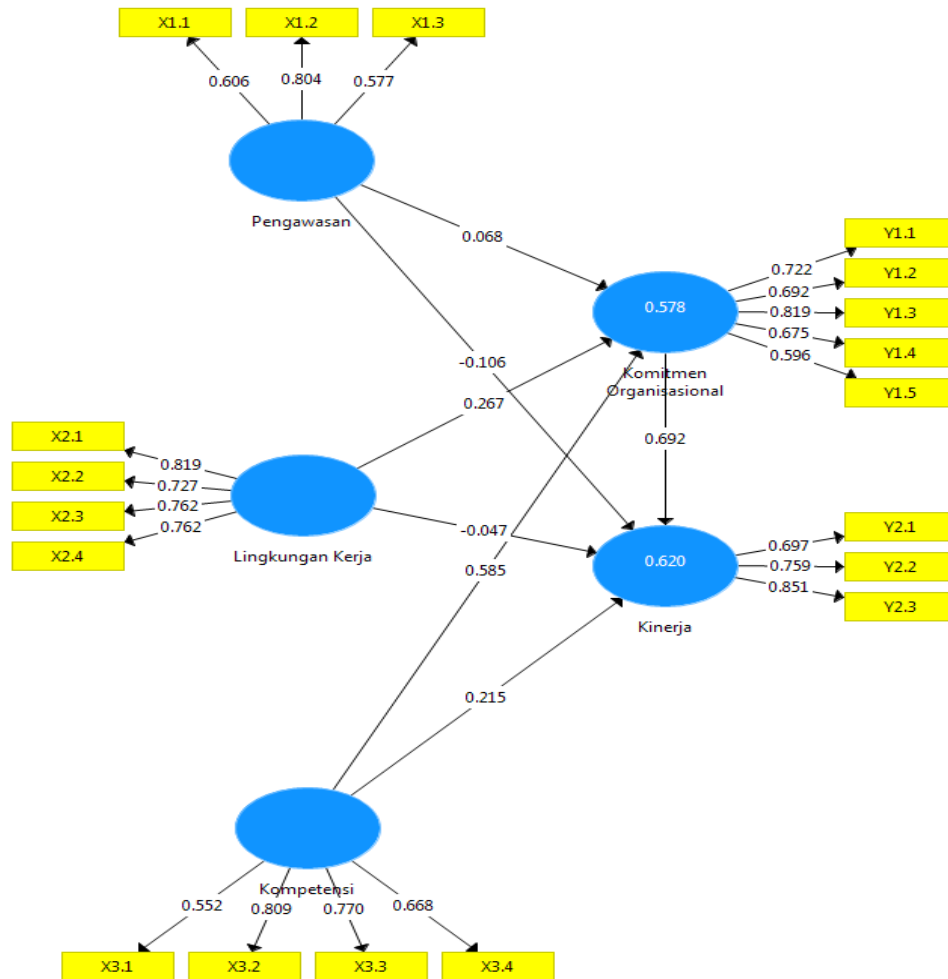 X1.1
X1.2
X1.3
0.606
0.804
0.577
Pengawasan
0.068
-0.106
Y1.1
Y1.2
Y1.3
Y1.4
Y1.5
0.722
0.692
0.819
0.675
0.596
0.578
Komitmen
Organisasional
0.267
0.692
X2.1
X2.2
X2.3
X2.4
0.819
0.727
0.762
0.762
Lingkungan Kerja
-0.047
0.585
0.620
Kinerja
0.697
0.759
0.851
Y2.1
Y2.2
Y2.3
0.215
Kompetensi
0.552
0.809
0.770
0.668
X3.1
X3.2
X3.3
X3.4